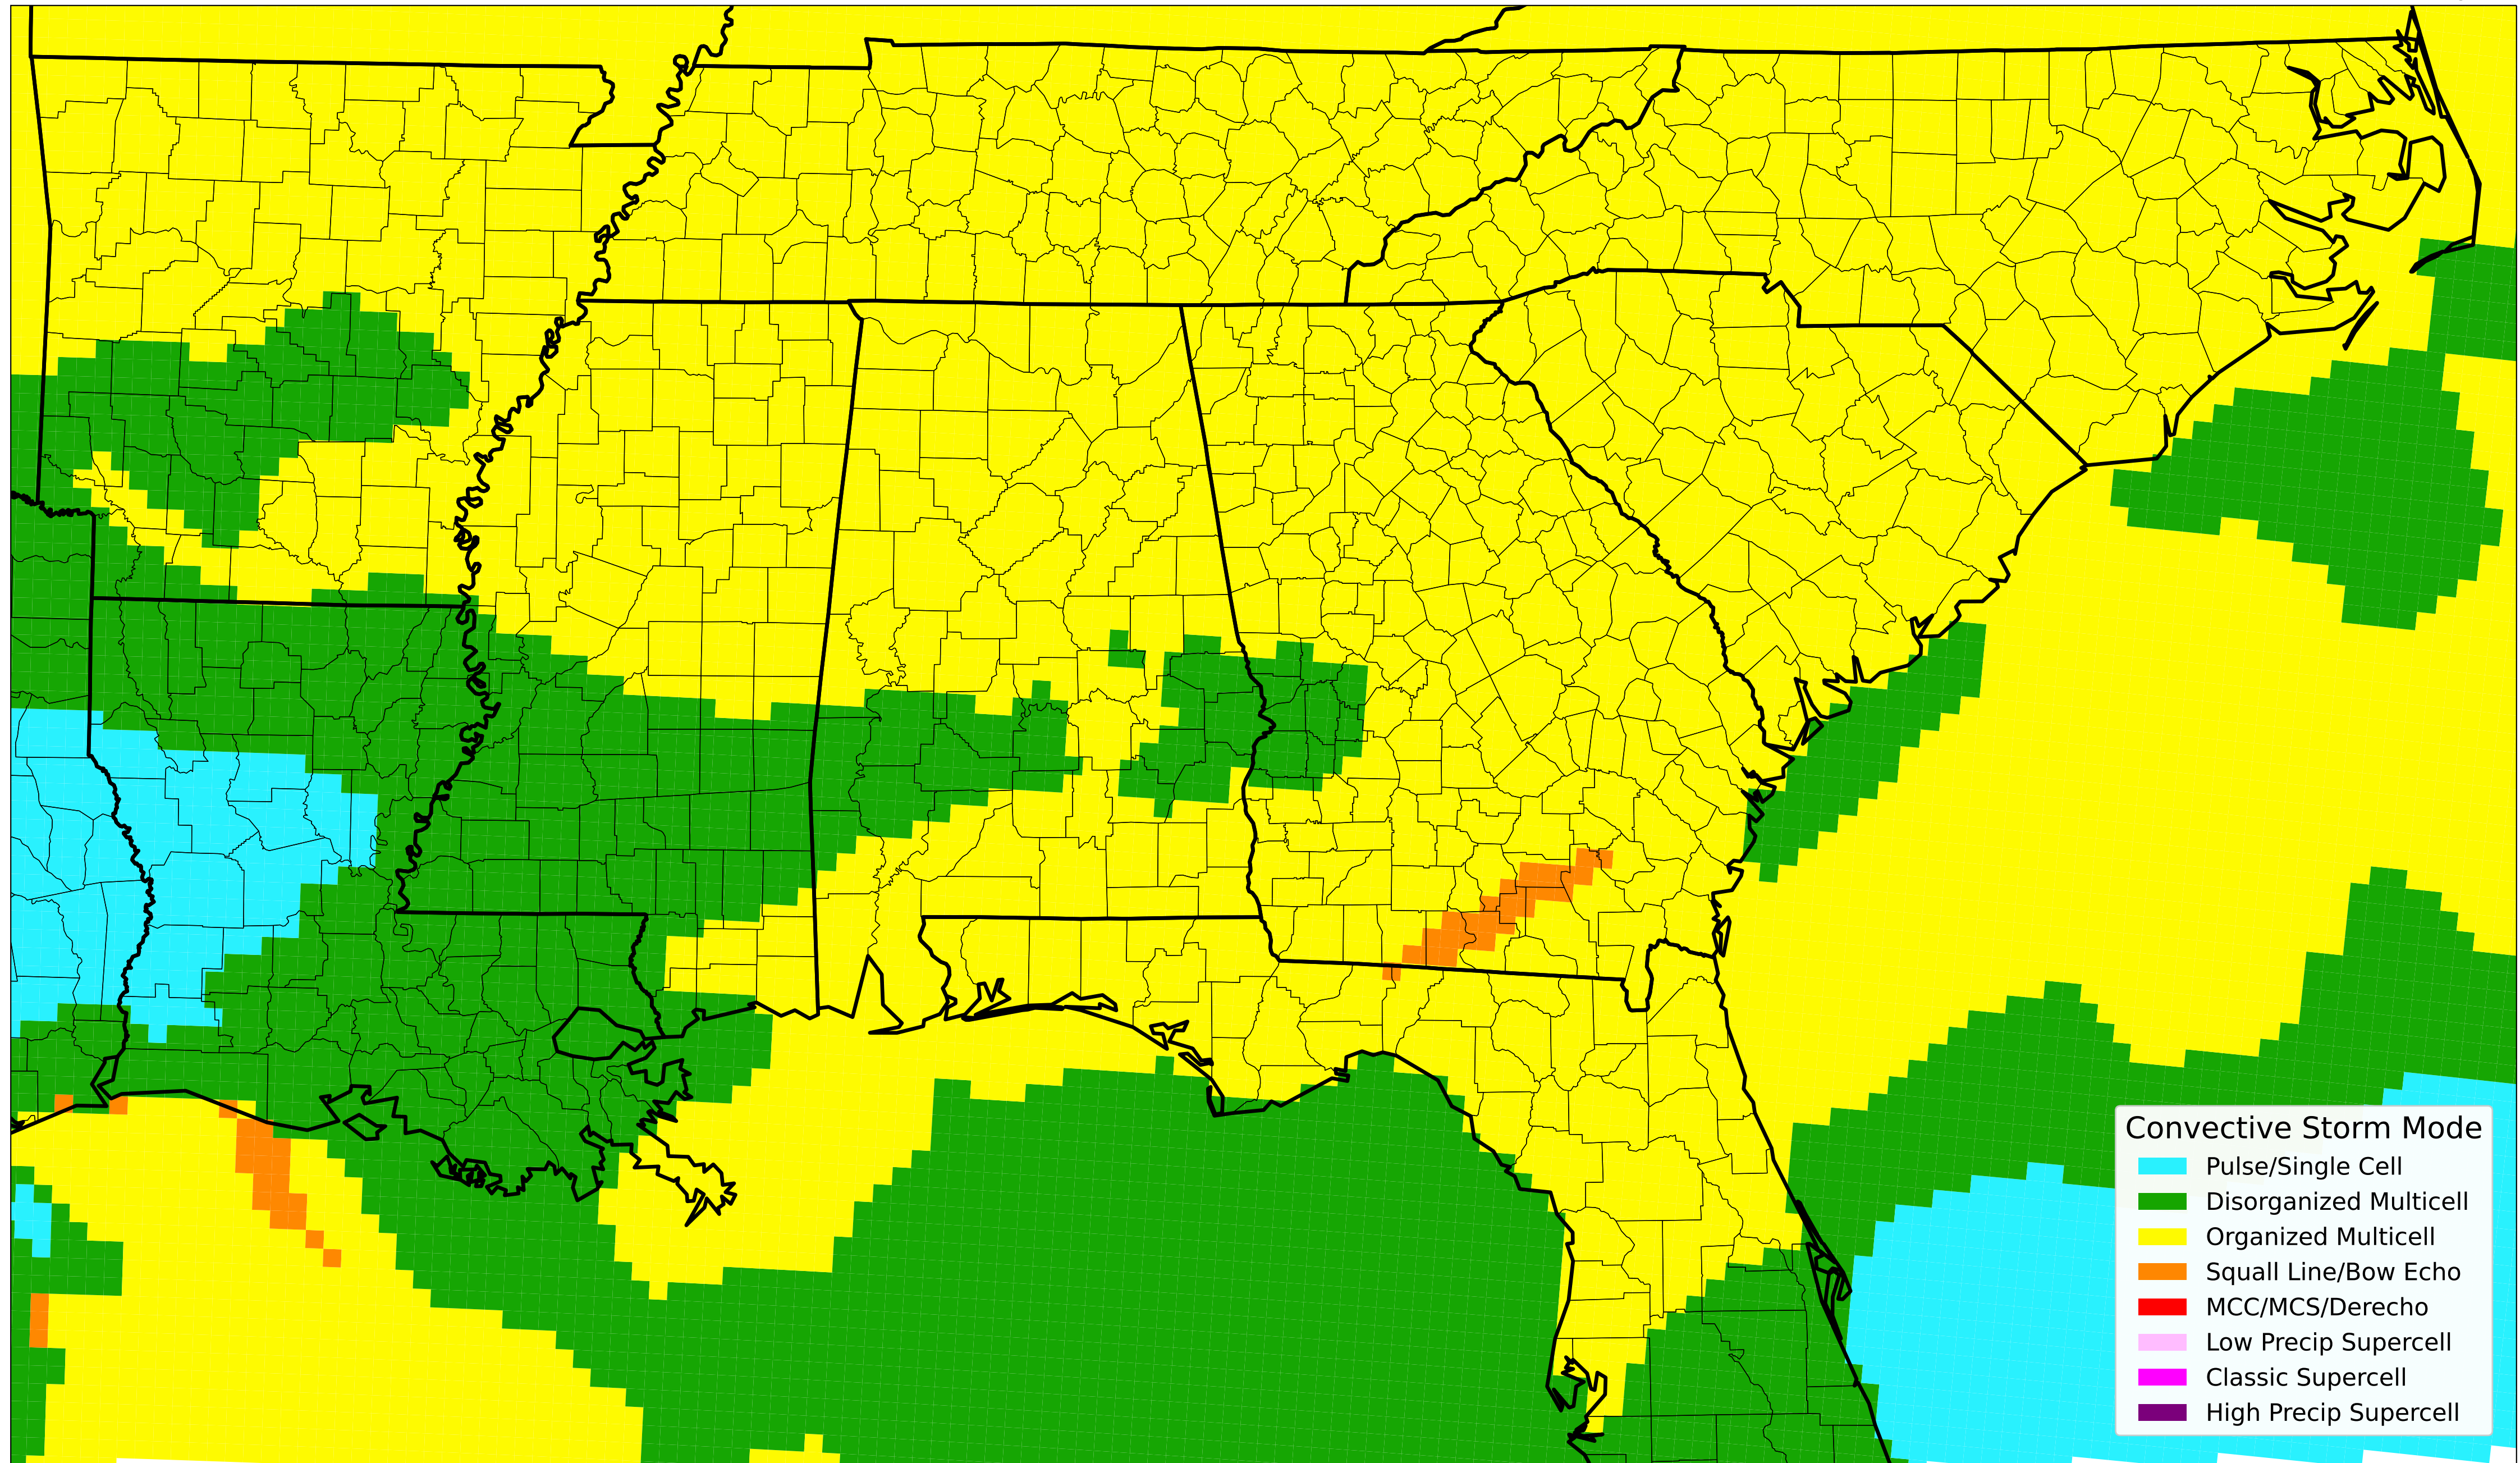 Convective Storm Mode
Pulse/Single Cell
Disorganized Multicell
Organized Multicell
Squall Line/Bow Echo
MCC/MCS/Derecho
Low Precip Supercell
Classic Supercell
High Precip Supercell